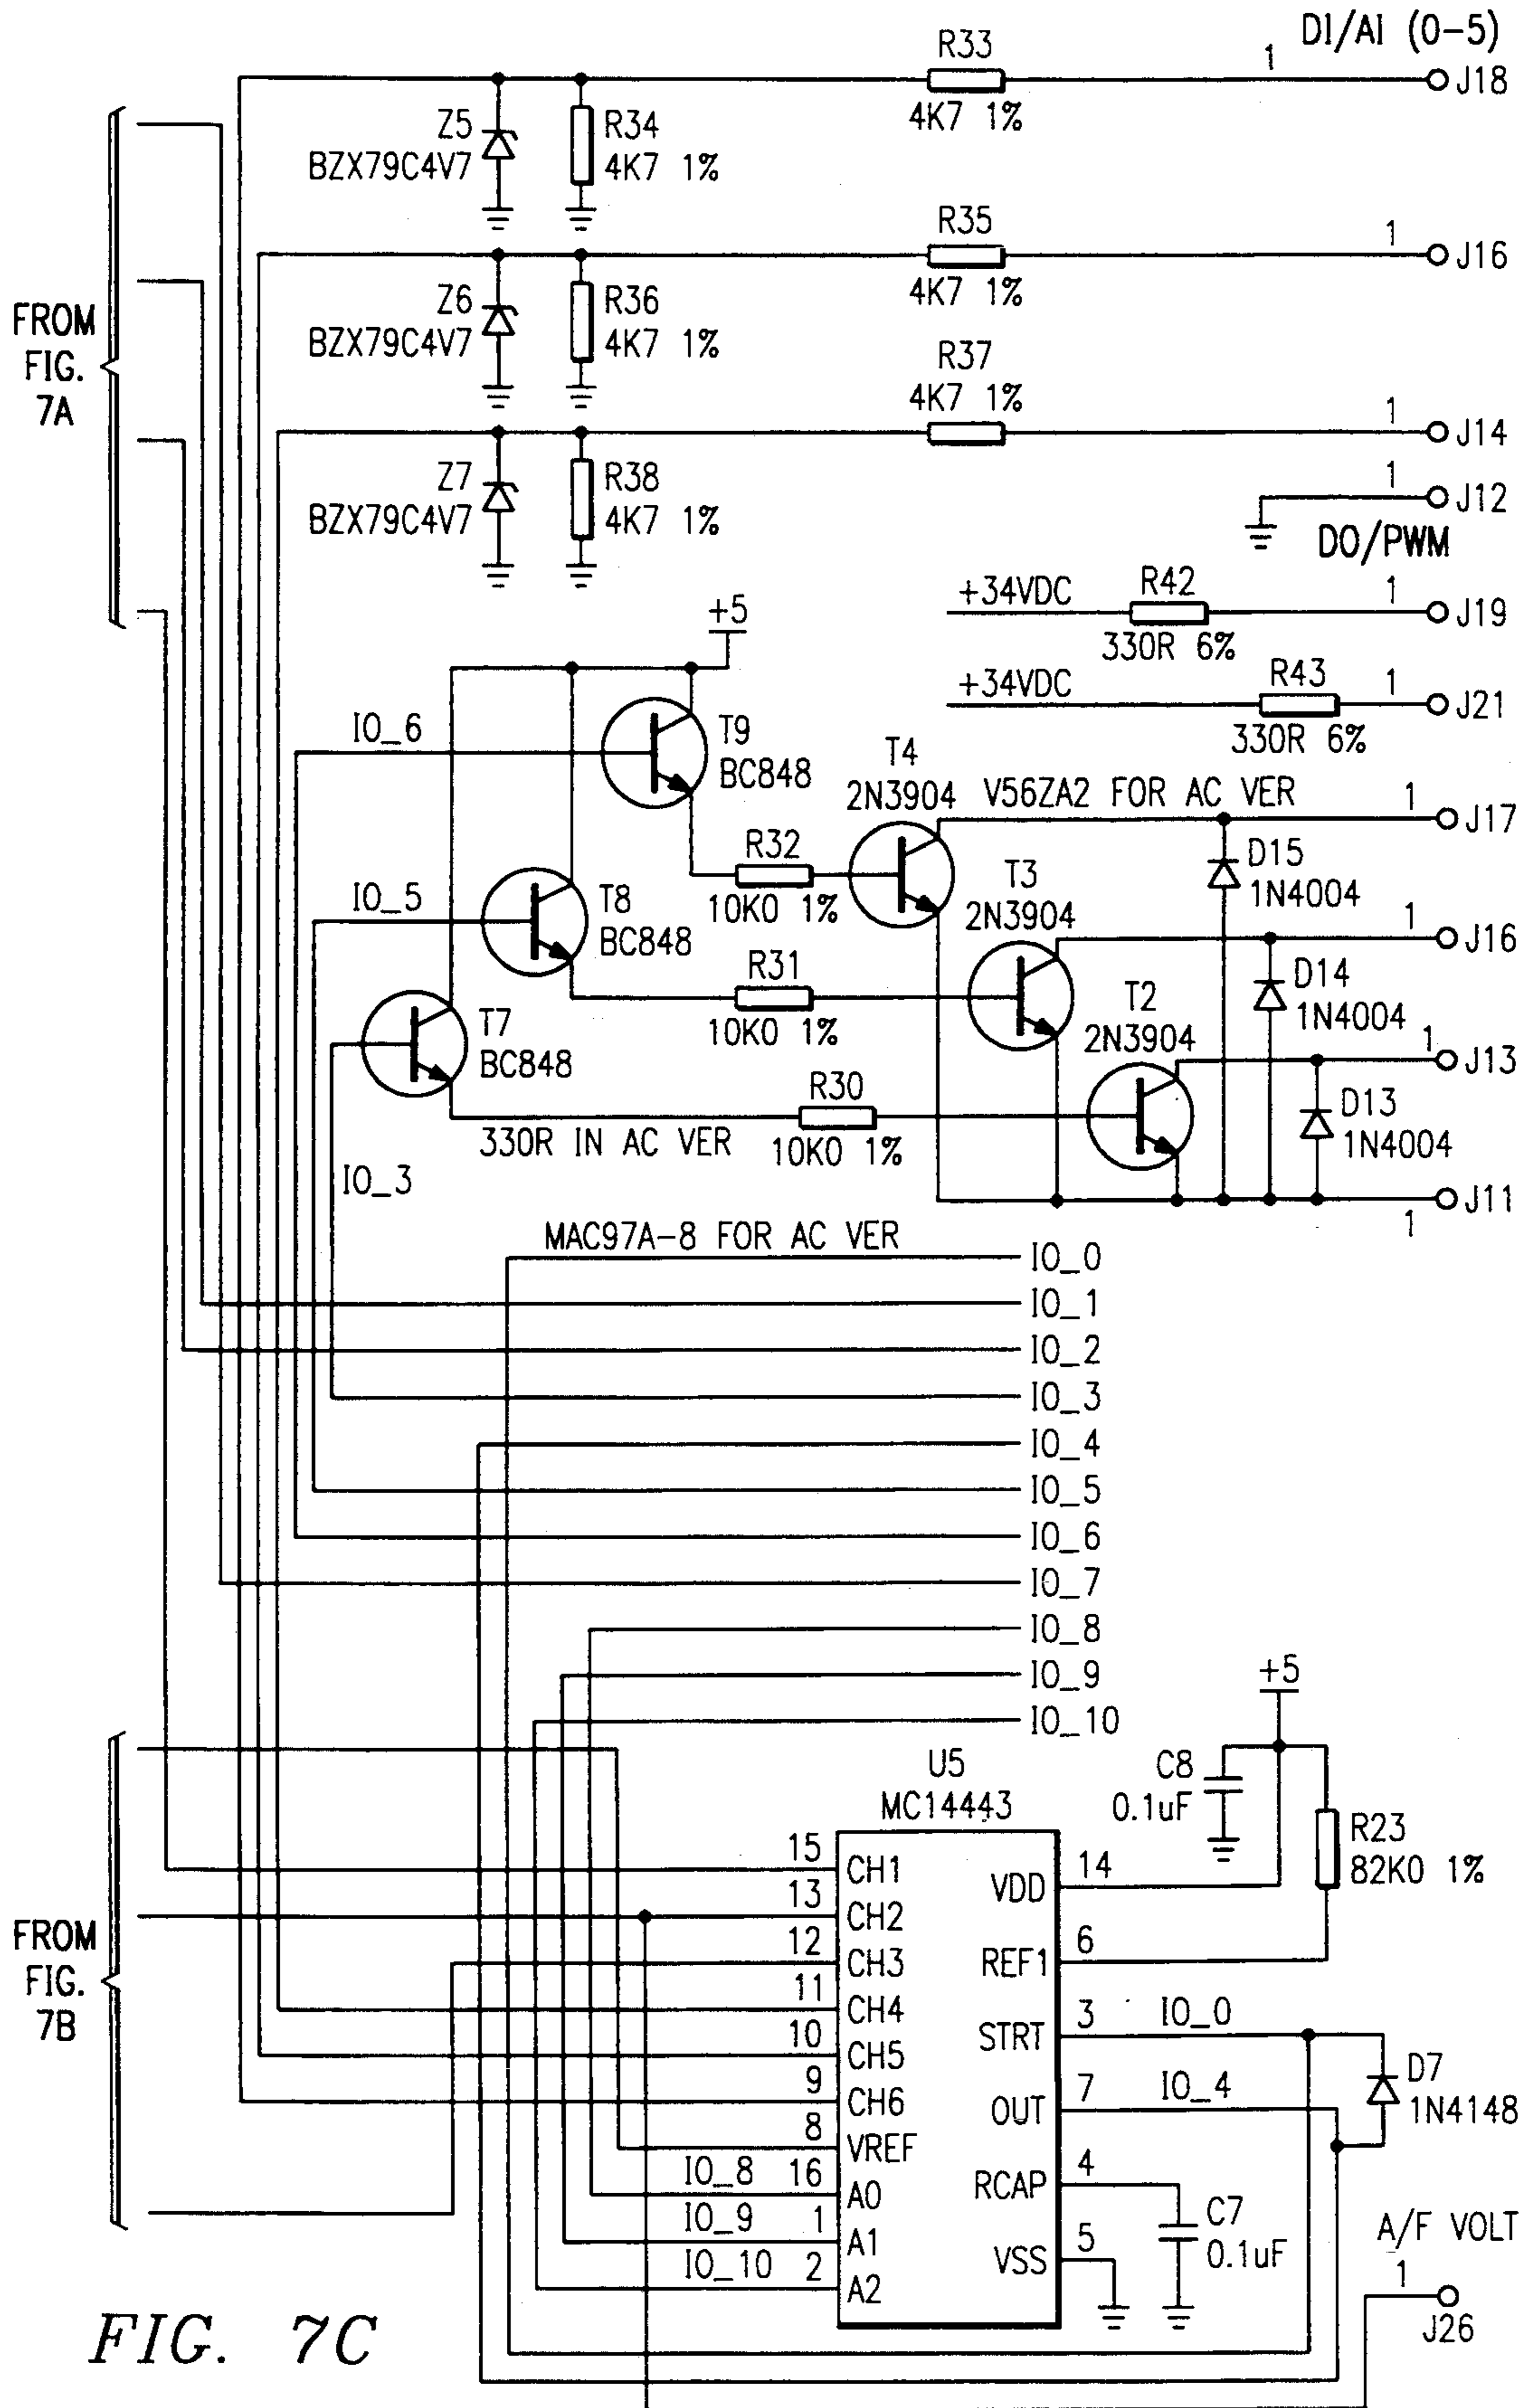 DI/AI (0-5)
R33
4K7 1%
1
J18
Z5
BZX79C4V7
R34
4K7 1%
R35
4K7 1%
1
J16
FROM
FIG.
7A
Z6
BZX79C4V7
R36
4K7 1%
R37
4K7 1%
1
J14
Z7
BZX79C4V7
R38
4K7 1%
1
J12
DO/PWM
+34VDC
R42
330R 6%
1
J19
+5
+34VDC
R43
330R 6%
1
J21
IO_6
T9
BC848
T4
2N3904
V56ZA2 FOR AC VER
1
J17
R32
10K0 1%
D15
1N4004
IO_5
T8
BC848
T3
2N3904
1
J16
R31
10K0 1%
D14
1N4004
T7
BC848
T2
2N3904
1
J13
R30
10K0 1%
D13
1N4004
330R IN AC VER
IO_3
1
J11
MAC97A-8 FOR AC VER
IO_0
IO_1
IO_2
IO_3
IO_4
IO_5
IO_6
IO_7
IO_8
IO_9
IO_10
+5
C8
0.1uF
R23
82K0 1%
U5
MC14443
FROM
FIG.
7B
15 CH1
13 CH2
12 CH3
11 CH4
10 CH5
9 CH6
8 VREF
IO_8 16 A0
IO_9 1 A1
IO_10 2 A2
VDD 14
REF1 6
STRT 3 IO_0
OUT 7 IO_4
RCAP 4
VSS 5
D7
1N4148
C7
0.1uF
A/F VOLT
1
J26
FIG. 7C